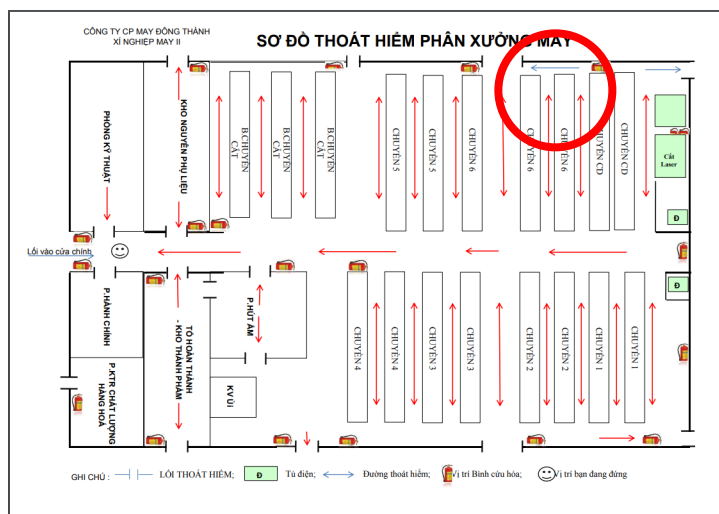 CÔNG TY CP MAY ĐÔNG THÀNH
XÍ NGHIỆP MAY II
SƠ ĐỒ THOÁT HIỂM PHÂN XƯỞNG MAY
PHÒNG KỸ THUẬT
KHO NGUYÊN PHỤ LIỆU
B.CHUYỀN CẮT
B.CHUYỀN CẮT
B.CHUYỀN CẮT
CHUYỀN 5
CHUYỀN 5
CHUYỀN 6
CHUYỀN 6
CHUYỀN 6
CHUYỀN CD
CHUYỀN CD
Cắt
Laser
Đ
Lối vào cửa chính
P.HÀNH CHÍNH
P.KTR CHẤT LƯỢNG
HÀNG HOÁ
TỔ HOÀN THÀNH
- KHO THÀNH PHẨM
P.HÚT ẨM
KV ủi
CHUYỀN 4
CHUYỀN 4
CHUYỀN 3
CHUYỀN 3
CHUYỀN 2
CHUYỀN 2
CHUYỀN 1
CHUYỀN 1
Đ
GHI CHÚ : LỐI THOÁT HIỂM; Đ Tủ điện; Đường thoát hiểm; Vị trí Bình cứu hỏa; Vị trí bạn đang đứng